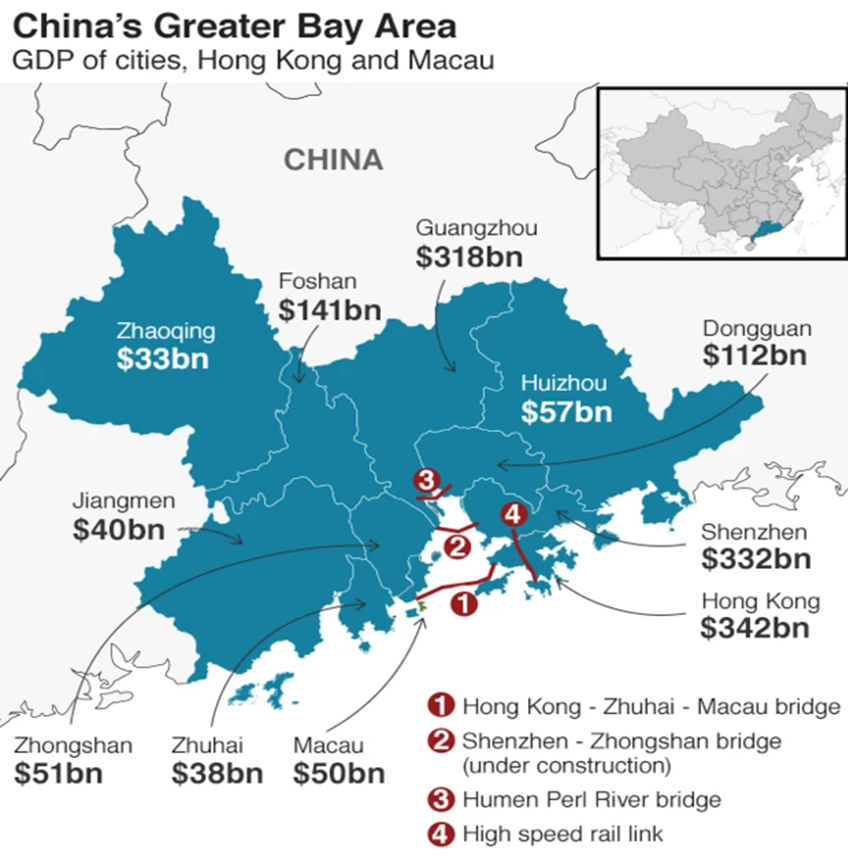 China's Greater Bay Area
GDP of cities, Hong Kong and Macau
CHINA
Guangzhou
$318bn
Foshan
$141bn
Zhaoqing
$33bn
Dongguan
$112bn
Huizhou
$57bn
3
Jiangmen
$40bn
4
2
Shenzhen
$332bn
1
Hong Kong
$342bn
Zhongshan
$51bn
Zhuhai
$38bn
Macau
$50bn
1 Hong Kong - Zhuhai - Macau bridge
2 Shenzhen - Zhongshan bridge
(under construction)
3 Humen Perl River bridge
4 High speed rail link